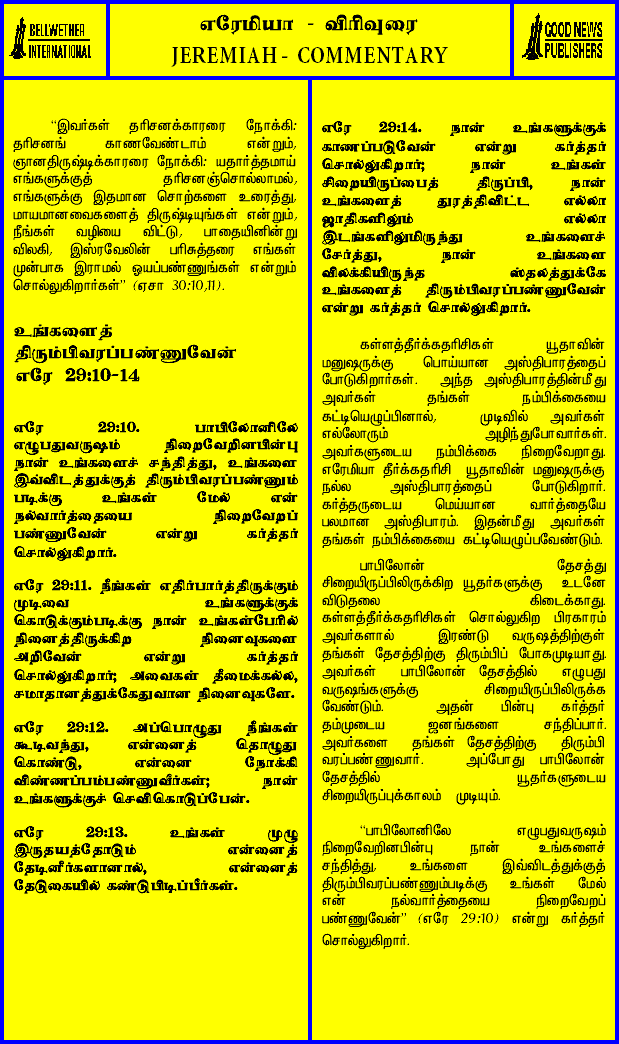 BELLWETHER
INTERNATIONAL
எரேமியா - விரிவுரை
JEREMIAH - COMMENTARY
GOOD NEWS
PUBLISHERS
“இவர்கள் தரிசனக்காரரை நோக்கி:
தரிசனங் காணவேண்டாம் என்றும்,
ஞானதிருஷ்டிக்காரரை நோக்கி: யதார்த்தமாய்
எங்களுக்குத் தரிசனஞ்சொல்லாமல்,
எங்களுக்கு இதமான சொற்களை உரைத்து,
மாயமானவைகளைத் திருஷ்டியுங்கள் என்றும்,
நீங்கள் வழியை விட்டு, பாதையினின்று
விலகி, இஸ்ரவேலின் பரிசுத்தரை எங்கள்
முன்பாக இராமல் ஓயப்பண்ணுங்கள் என்றும்
சொல்லுகிறார்கள்” (ஏசா 30:10,11).
உங்களைத்
திரும்பிவரப்பண்ணுவேன்
எரே 29:10-14
எரே 29:10. பாபிலோனிலே
எழுபதுவருஷம் நிறைவேறினபின்பு
நான் உங்களைச் சந்தித்து, உங்களை
இவ்விடத்துக்குத் திரும்பிவரப்பண்ணும்
படிக்கு உங்கள் மேல் என்
நல்வார்த்தையை நிறைவேறப்
பண்ணுவேன் என்று கர்த்தர்
சொல்லுகிறார்.
எரே 29:11. நீங்கள் எதிர்பார்த்திருக்கும்
முடிவை உங்களுக்குக்
கொடுக்கும்படிக்கு நான் உங்கள்பேரில்
நினைத்திருக்கிற நினைவுகளை
அறிவேன் என்று கர்த்தர்
சொல்லுகிறார்; அவைகள் தீமைக்கல்ல,
சமாதானத்துக்கேதுவான நினைவுகளே.
எரே 29:12. அப்பொழுது நீங்கள்
கூடிவந்து, என்னைத் தொழுது
கொண்டு, என்னை நோக்கி
விண்ணப்பம்பண்ணுவீர்கள்; நான்
உங்களுக்குச் செவிகொடுப்பேன்.
எரே 29:13. உங்கள் முழு
இருதயத்தோடும் என்னைத்
தேடினீர்களானால், என்னைத்
தேடுகையில் கண்டுபிடிப்பீர்கள்.
எரே 29:14. நான் உங்களுக்குக்
காணப்படுவேன் என்று கர்த்தர்
சொல்லுகிறார்; நான் உங்கள்
சிறையிருப்பைத் திருப்பி, நான்
உங்களைத் துரத்திவிட்ட எல்லா
ஜாதிகளிலும் எல்லா
இடங்களிலுமிருந்து உங்களைச்
சேர்த்து, நான் உங்களை
விலக்கியிருந்த ஸ்தலத்துக்கே
உங்களைத் திரும்பிவரப்பண்ணுவேன்
என்று கர்த்தர் சொல்லுகிறார்.
கள்ளத்தீர்க்கதரிசிகள் யூதாவின்
மனுஷருக்கு பொய்யான அஸ்திபாரத்தைப்
போடுகிறார்கள். அந்த அஸ்திபாரத்தின்மீது
அவர்கள் தங்கள் நம்பிக்கையை
கட்டியெழுப்பினால், முடிவில் அவர்கள்
எல்லோரும் அழிந்துபோவார்கள்.
அவர்களுடைய நம்பிக்கை நிறைவேறாது.
எரேமியா தீர்க்கதரிசி யூதாவின் மனுஷருக்கு
நல்ல அஸ்திபாரத்தைப் போடுகிறார்.
கர்த்தருடைய மெய்யான வார்த்தையே
பலமான அஸ்திபாரம். இதன்மீது அவர்கள்
தங்கள் நம்பிக்கையை கட்டியெழுப்பவேண்டும்.
பாபிலோன் தேசத்து
சிறையிருப்பிலிருக்கிற யூதர்களுக்கு உடனே
விடுதலை கிடைக்காது.
கள்ளத்தீர்க்கதரிசிகள் சொல்லுகிற பிரகாரம்
அவர்களால் இரண்டு வருஷத்திற்குள்
தங்கள் தேசத்திற்கு திரும்பிப் போகமுடியாது.
அவர்கள் பாபிலோன் தேசத்தில் எழுபது
வருஷங்களுக்கு சிறையிருப்பிலிருக்க
வேண்டும். அதன் பின்பு கர்த்தர்
தம்முடைய ஜனங்களை சந்திப்பார்.
அவர்களை தங்கள் தேசத்திற்கு திரும்பி
வரப்பண்ணுவார். அப்போது பாபிலோன்
தேசத்தில் யூதர்களுடைய
சிறையிருப்புக்காலம் முடியும்.
“பாபிலோனிலே எழுபதுவருஷம்
நிறைவேறினபின்பு நான் உங்களைச்
சந்தித்து, உங்களை இவ்விடத்துக்குத்
திரும்பிவரப்பண்ணும்படிக்கு உங்கள் மேல்
என் நல்வார்த்தையை நிறைவேறப்
பண்ணுவேன்” (எரே 29:10) என்று கர்த்தர்
சொல்லுகிறார்.